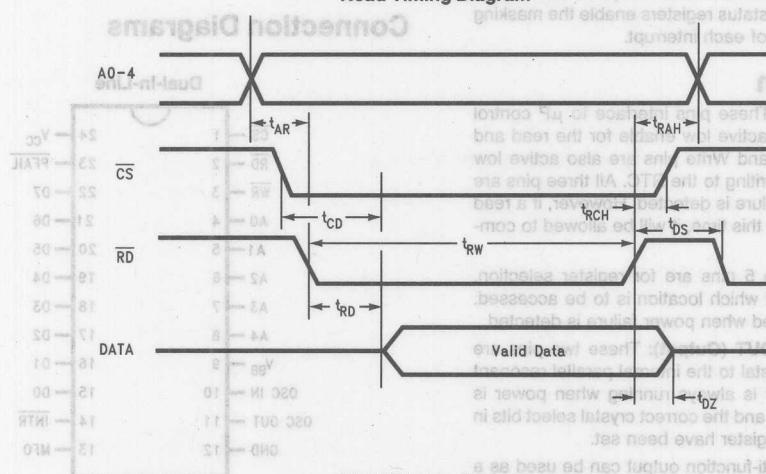 Read Timing Diagram
status registers enable the masking
of each interrupt.
Connection Diagrams
Dual-In-Line
These pins interface to μP control
active low enable for the read and
and Write pins are also active low
writing to the RTC. All three pins are
failure is detected. However, if a read
this time it will be allowed to com-
5 pins are for register selection.
which location is to be accessed.
when power failure is detected.
OUT (Output): These two pins are
crystal to the internal parallel resonant
is always running when power is
and the correct crystal select bits in
Register have been set.
Multi-function output can be used as a
A0-4
tAR
tRAH
CS
tCD
tRCH
tDS
RD
tRW
tRD
DATA
Valid Data
tDZ
CS 1 24 VCC
RD 2 23 PFAIL
WR 3 22 D7
A0 4 21 D6
A1 5 20 D5
A2 6 19 D4
A3 7 18 D3
A4 8 17 D2
VBB 9 16 D1
OSC IN 10 15 D0
OSC OUT 11 14 INTR
GND 12 13 MFO